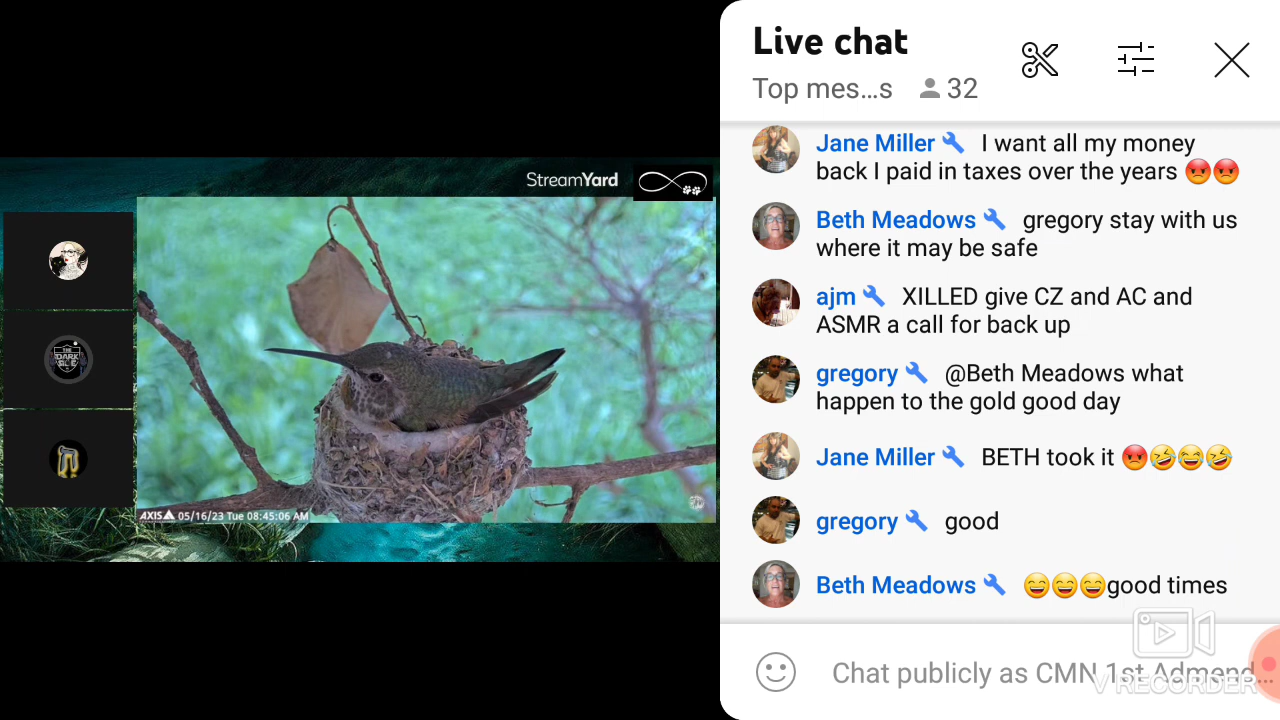 StreamYard
THE
DARK
AXIS 05/16/23 Tue 08:45:06 AM
Live chat
Top mes...s 32
Jane Miller I want all my money
back I paid in taxes over the years 😡😡
Beth Meadows gregory stay with us
where it may be safe
ajm XILLED give CZ and AC and
ASMR a call for back up
gregory @Beth Meadows what
happen to the gold good day
Jane Miller BETH took it 😡🤣😂🤣
gregory good
Beth Meadows 😄😄😄good times
Chat publicly as CMN 1st Admend...
V RECORDER